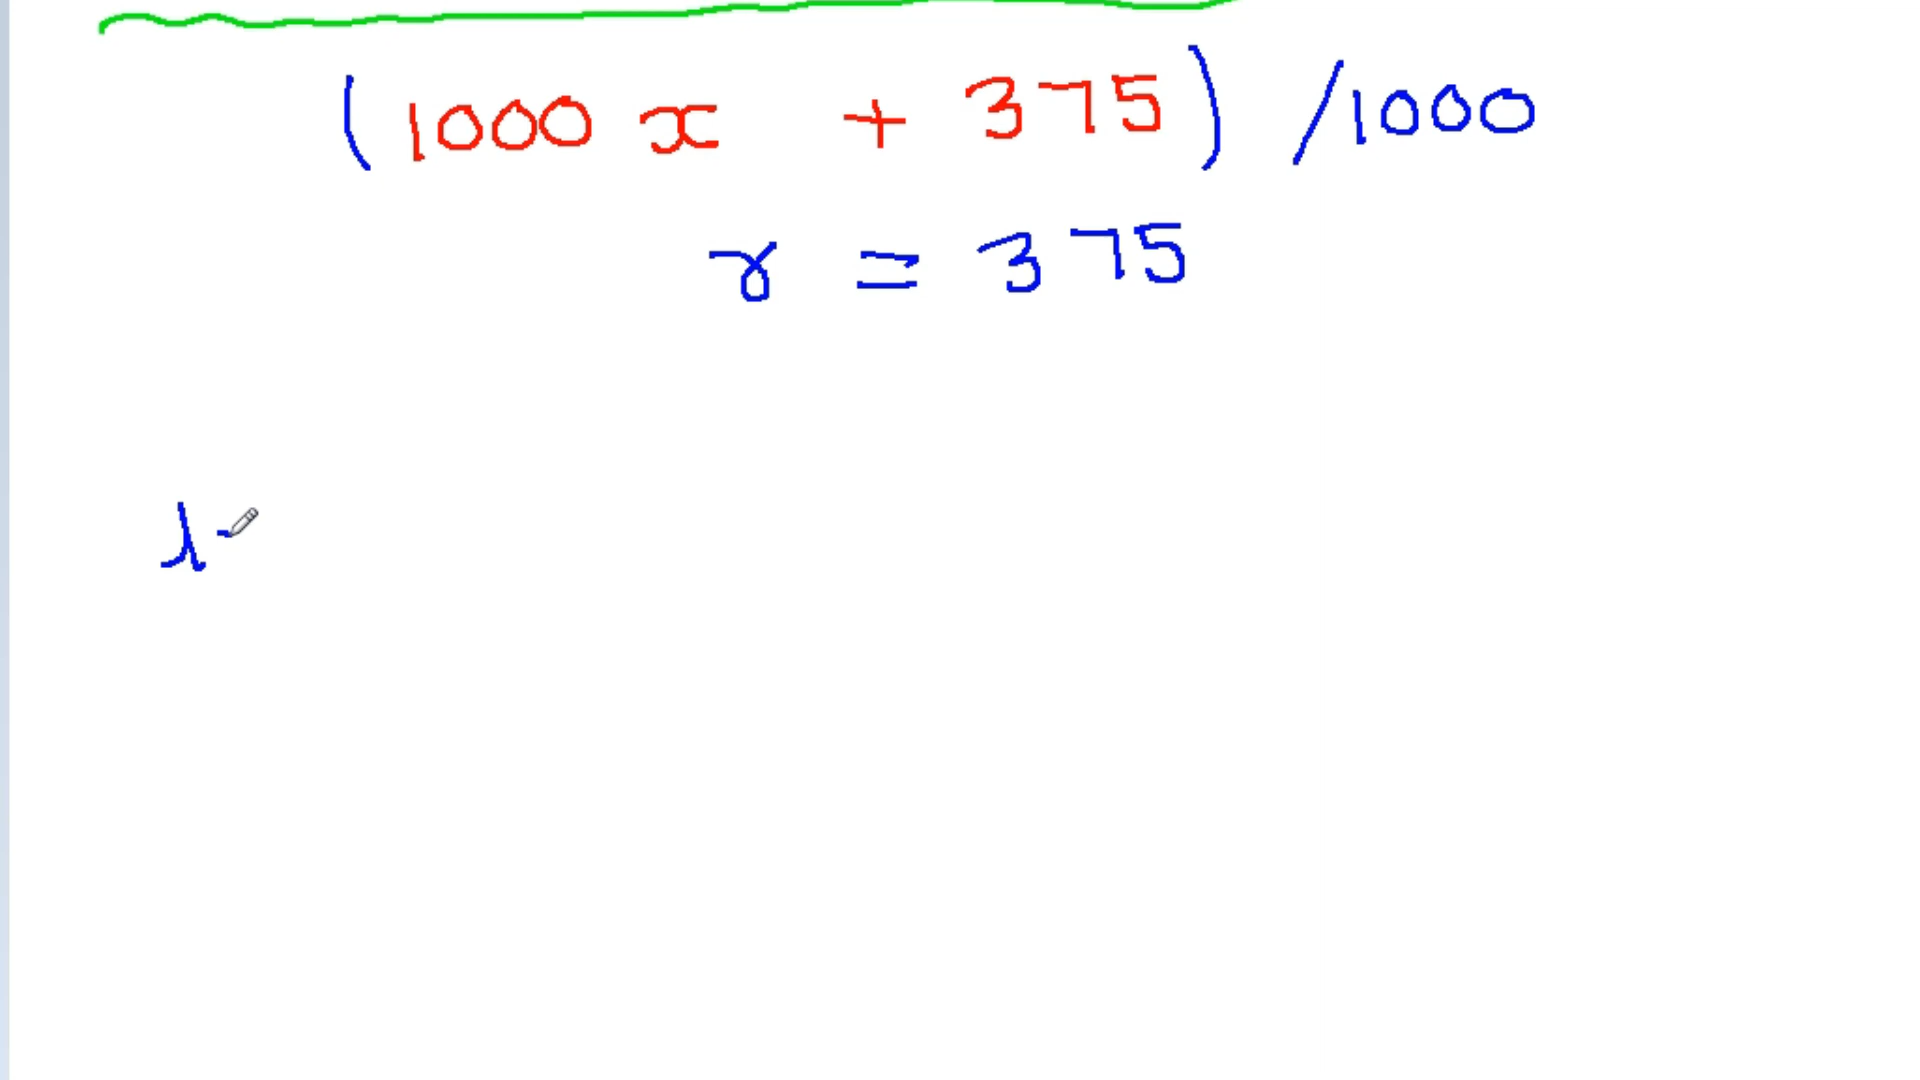 (1000 x + 375) /1000
r = 375